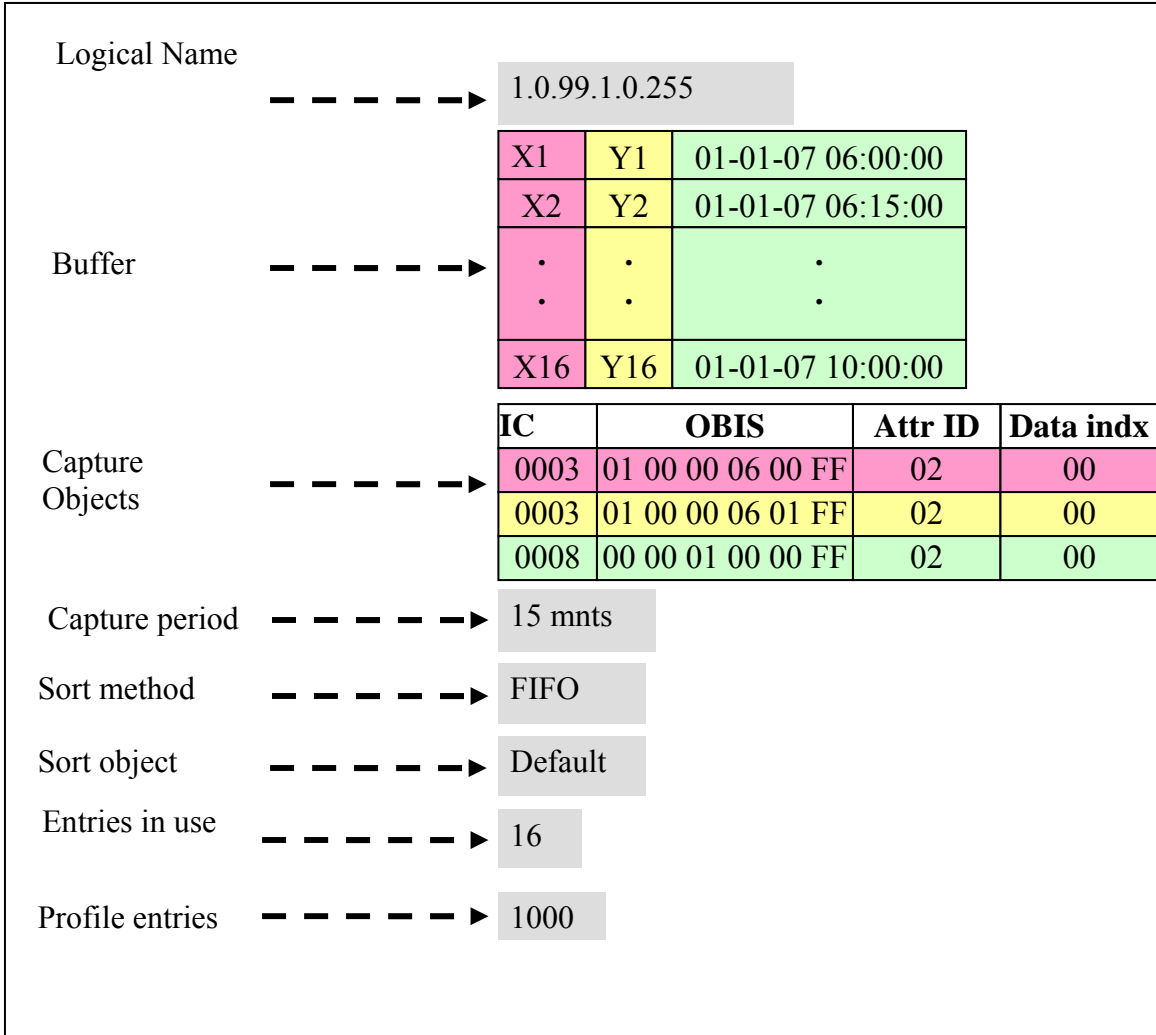 Logical Name
1.0.99.1.0.255
X1 Y1 01-01-07 06:00:00
X2 Y2 01-01-07 06:15:00
Buffer
. . .
. . .
X16 Y16 01-01-07 10:00:00
IC OBIS Attr ID Data indx
Capture
Objects
0003 01 00 00 06 00 FF 02 00
0003 01 00 00 06 01 FF 02 00
0008 00 00 01 00 00 FF 02 00
Capture period 15 mnts
Sort method FIFO
Sort object Default
Entries in use 16
Profile entries 1000